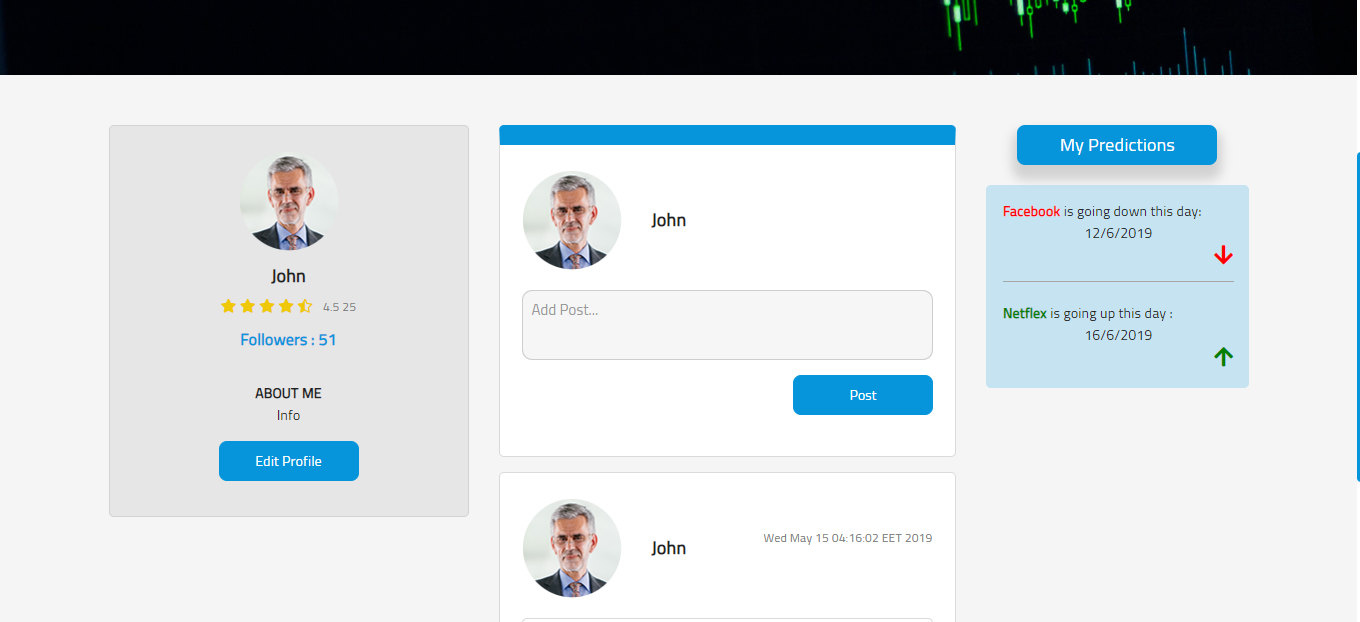 John
4.5 25
Followers : 51
ABOUT ME
Info
Edit Profile
John
Add Post...
Post
John
Wed May 15 04:16:02 EET 2019
My Predictions
Facebook is going down this day:
12/6/2019
Netflex is going up this day :
16/6/2019